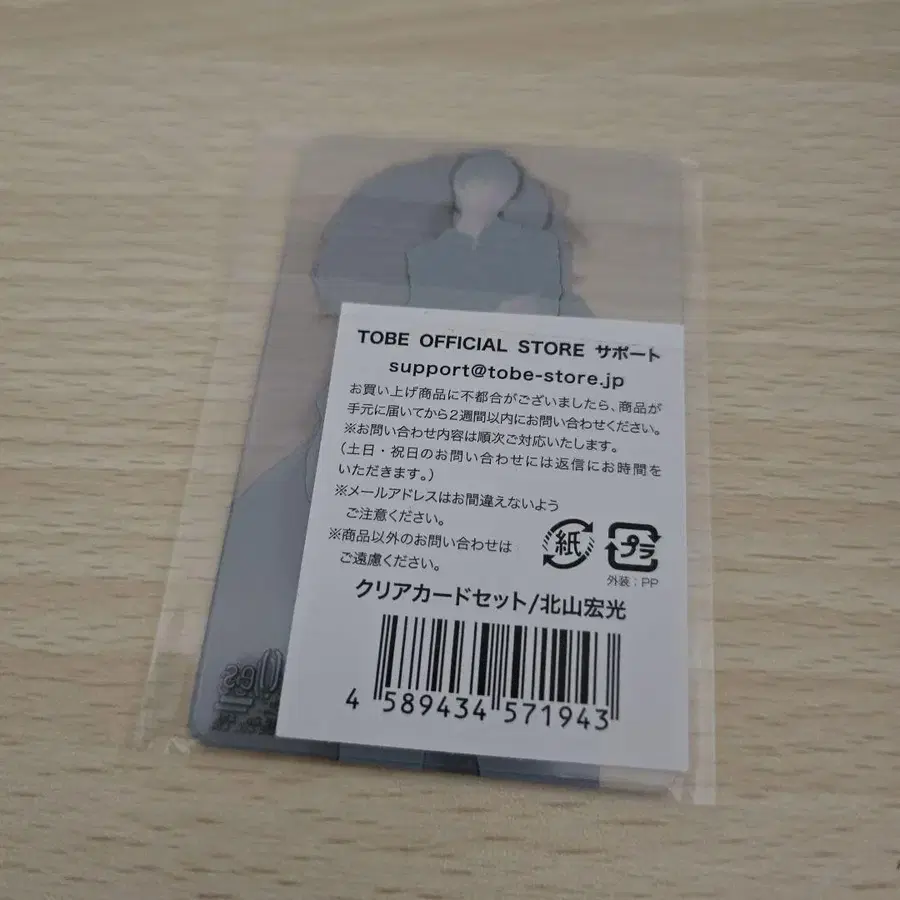 TOBE OFFICIAL STORE サポート
support@tobe-store.jp
お買い上げ商品に不都合がございましたら、商品が
手元に届いてから2週間以内にお問い合わせください。
※お問い合わせ内容は順次ご対応いたします。
（土日・祝日のお問い合わせには返信にお時間を
いただきます。）
※メールアドレスはお間違えないよう
ご注意ください。
※商品以外のお問い合わせは
ご遠慮ください。
紙
プラ
外装：PP
クリアカードセット/北山宏光
4 589434 571943